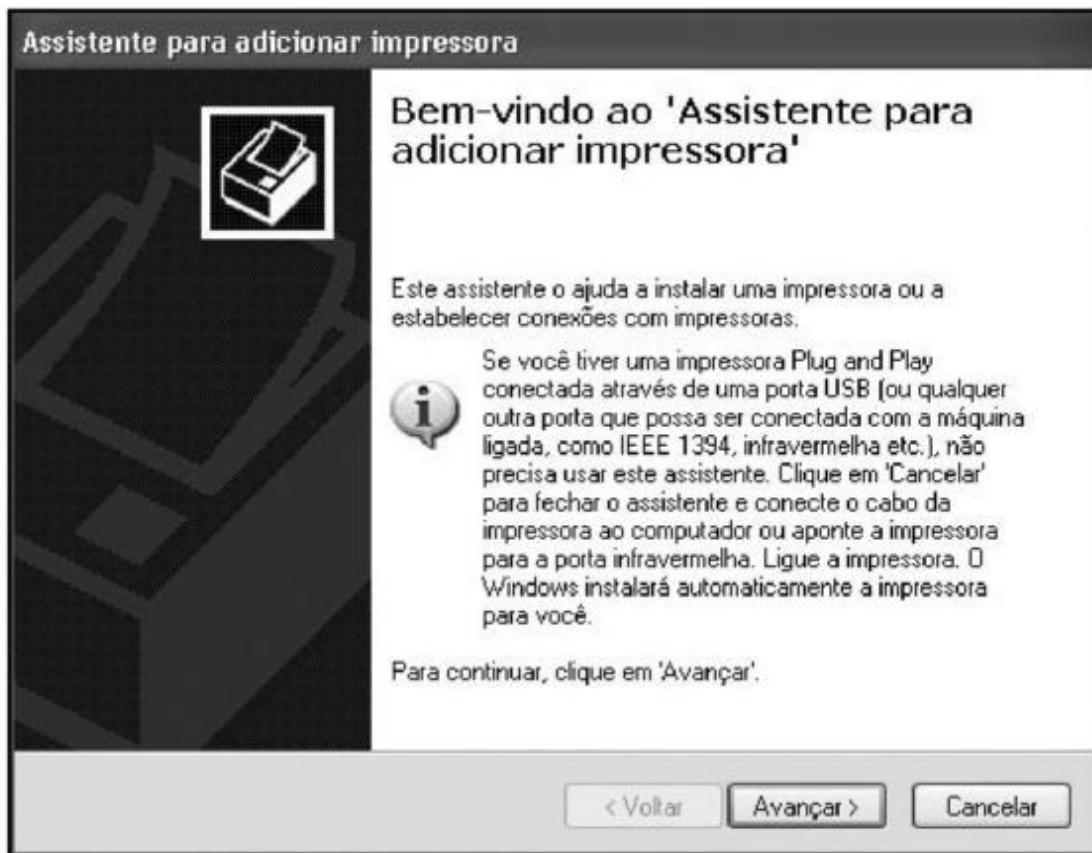 Assistente para adicionar impressora
Bem-vindo ao 'Assistente para
adicionar impressora'
Este assistente o ajuda a instalar uma impressora ou a
estabelecer conexões com impressoras.
Se você tiver uma impressora Plug and Play
conectada através de uma porta USB (ou qualquer
outra porta que possa ser conectada com a máquina
ligada, como IEEE 1394, infravermelha etc.), não
precisa usar este assistente. Clique em 'Cancelar'
para fechar o assistente e conecte o cabo da
impressora ao computador ou aponte a impressora
para a porta infravermelha. Ligue a impressora. O
Windows instalará automaticamente a impressora
para você.
Para continuar, clique em 'Avançar'.
< Voltar Avançar > Cancelar